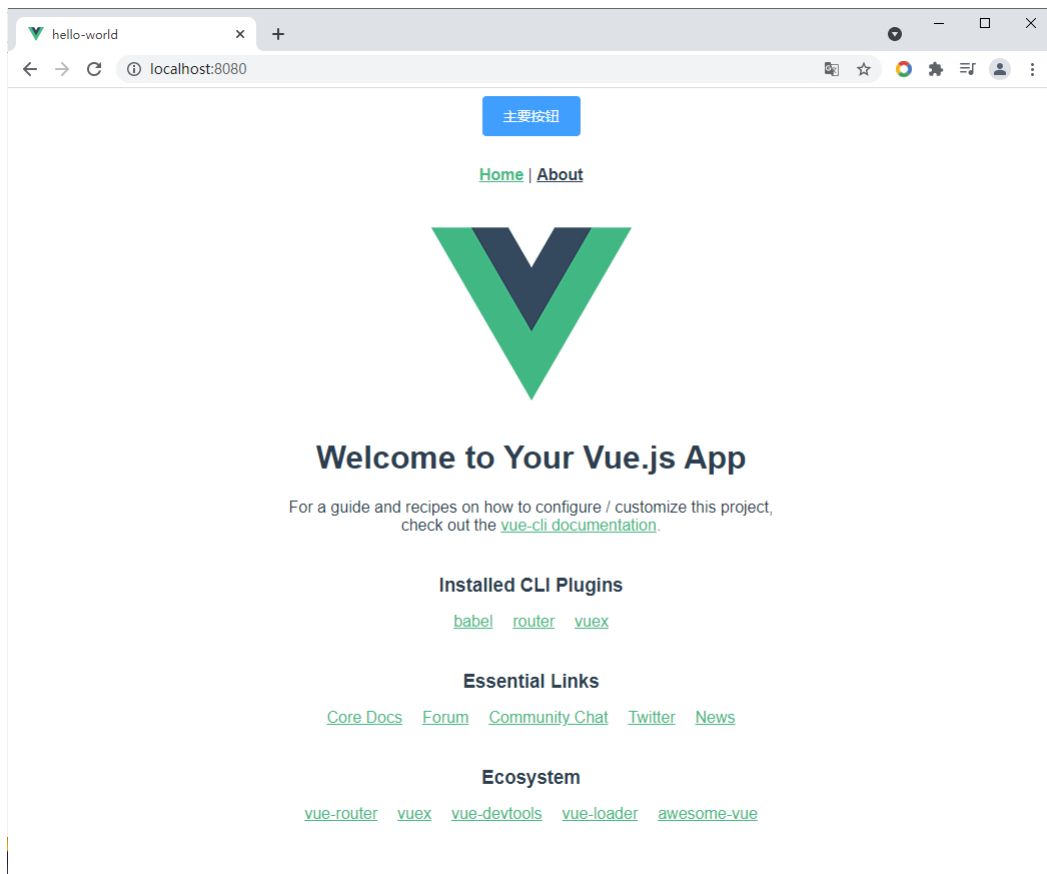 hello-world
localhost:8080
主要按钮
Home | About
Welcome to Your Vue.js App
For a guide and recipes on how to configure / customize this project,
check out the vue-cli documentation.
Installed CLI Plugins
babel router vuex
Essential Links
Core Docs Forum Community Chat Twitter News
Ecosystem
vue-router vuex vue-devtools vue-loader awesome-vue